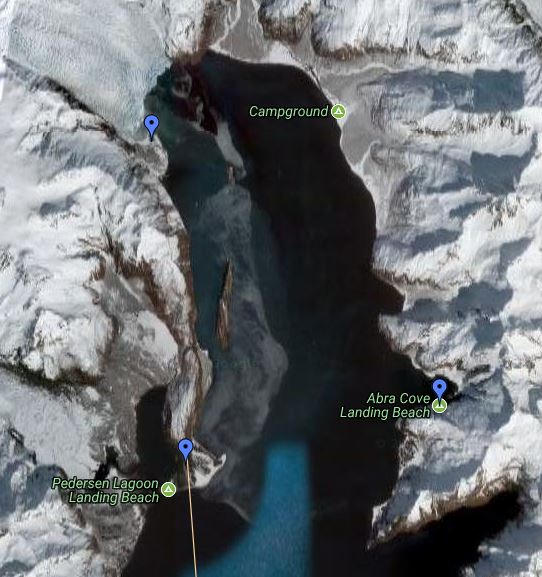 Campground
Abra Cove
Landing Beach
Pedersen Lagoon
Landing Beach